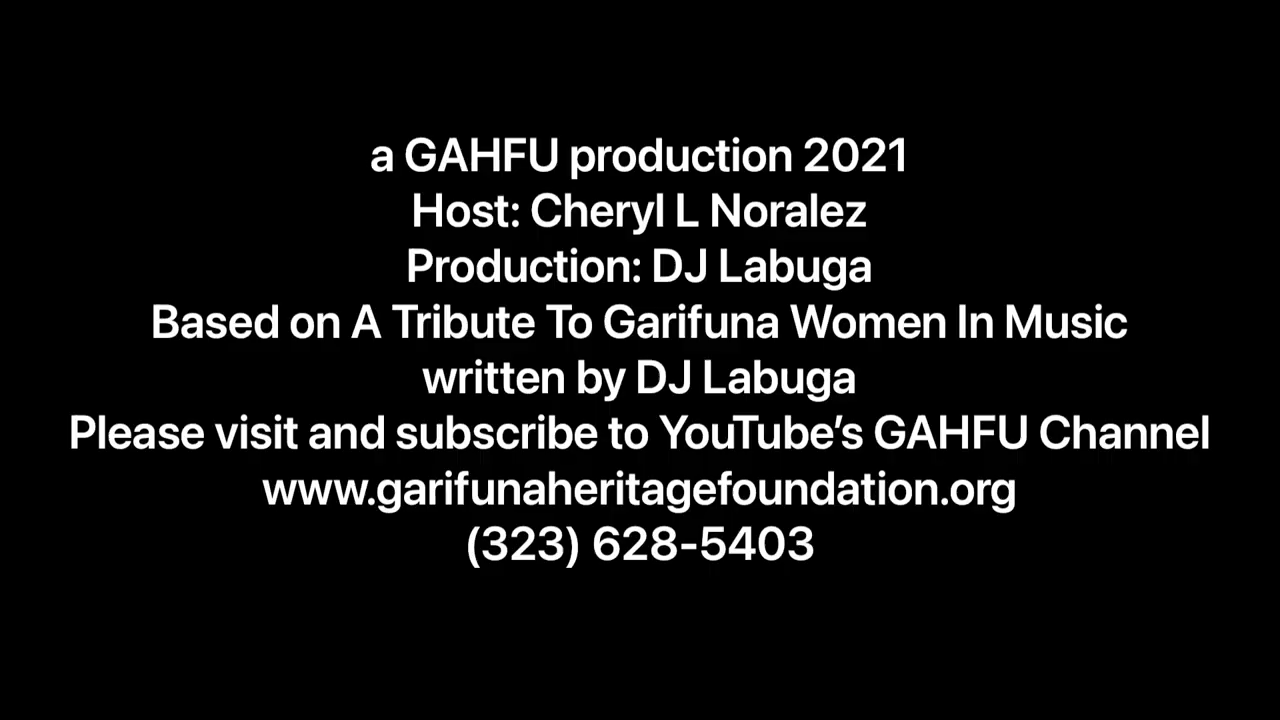 a GAHFU production 2021
Host: Cheryl L Noralez
Production: DJ Labuga
Based on A Tribute To Garifuna Women In Music
written by DJ Labuga
Please visit and subscribe to YouTube’s GAHFU Channel
www.garifunaheritagefoundation.org
(323) 628-5403